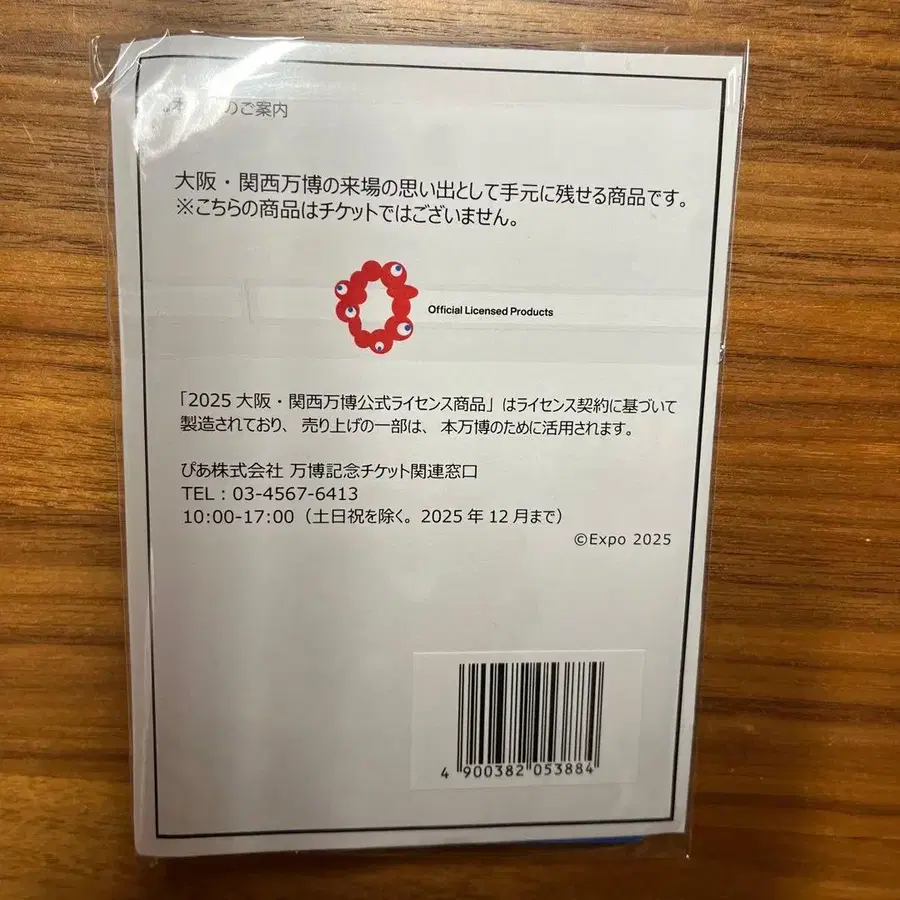 のご案内
大阪・関西万博の来場の思い出として手元に残せる商品です。
※こちらの商品はチケットではございません。
Official Licensed Products
「2025 大阪・関西万博公式ライセンス商品」はライセンス契約に基づいて
製造されており、売り上げの一部は、本万博のために活用されます。
ぴあ株式会社 万博記念チケット関連窓口
TEL : 03-4567-6413
10:00-17:00（土日祝を除く。2025 年 12 月まで）
©Expo 2025
4 900382 053884